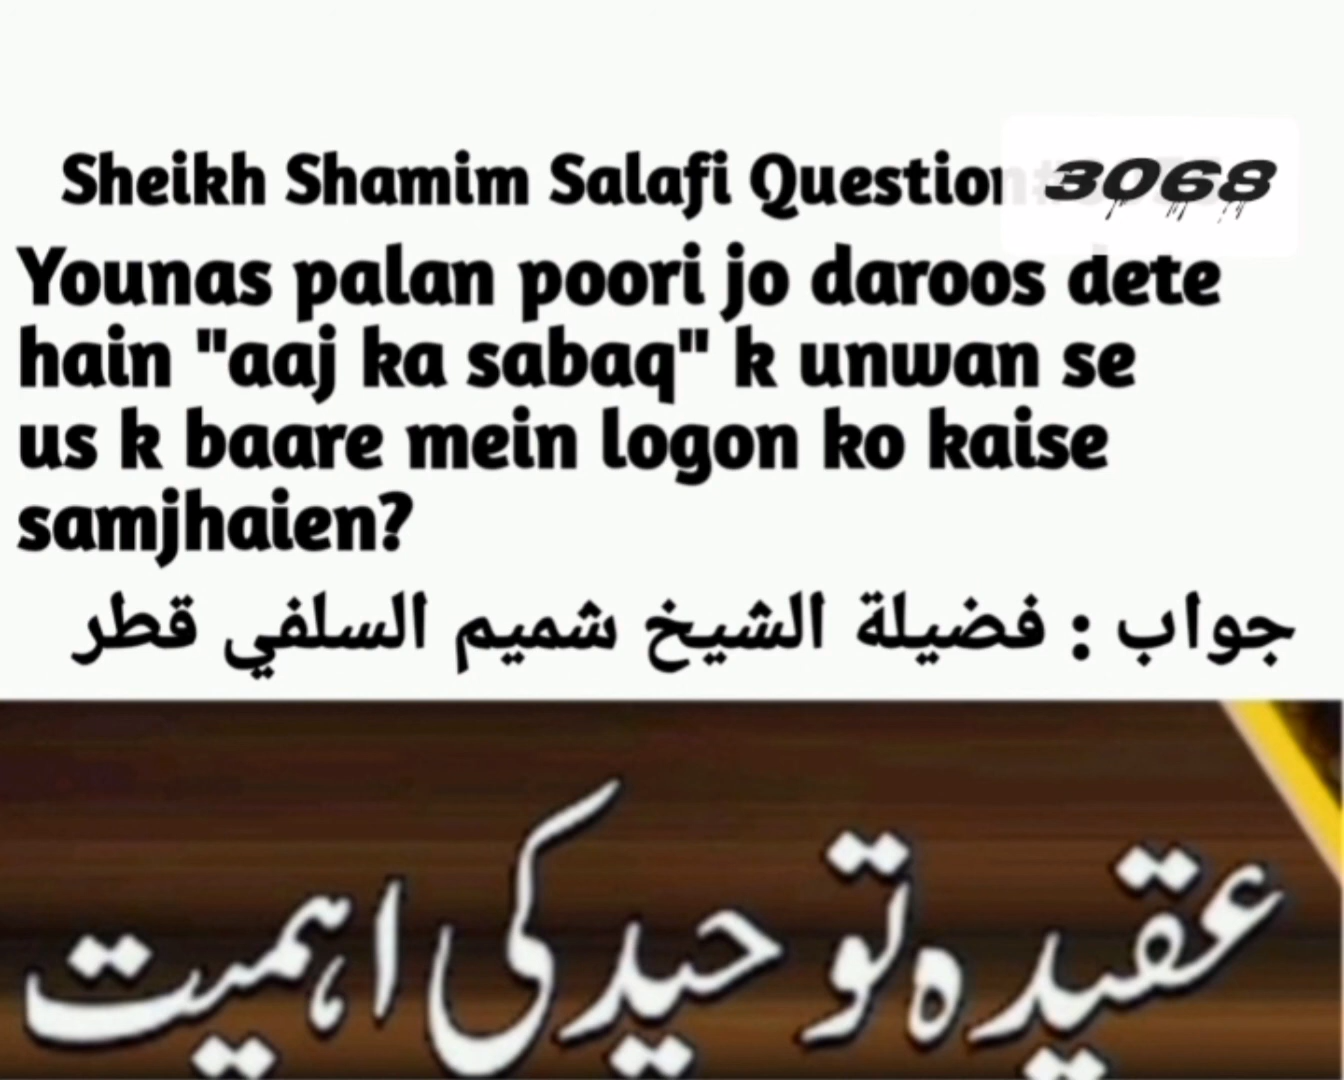 Sheikh Shamim Salafi Question# 3068
Younas palan poori jo daroos dete
hain "aaj ka sabaq" k unwan se
us k baare mein logon ko kaise
samjhaien?
جواب : فضيلة الشيخ شميم السلفي قطر
عقیدہ توحید کی اہمیت